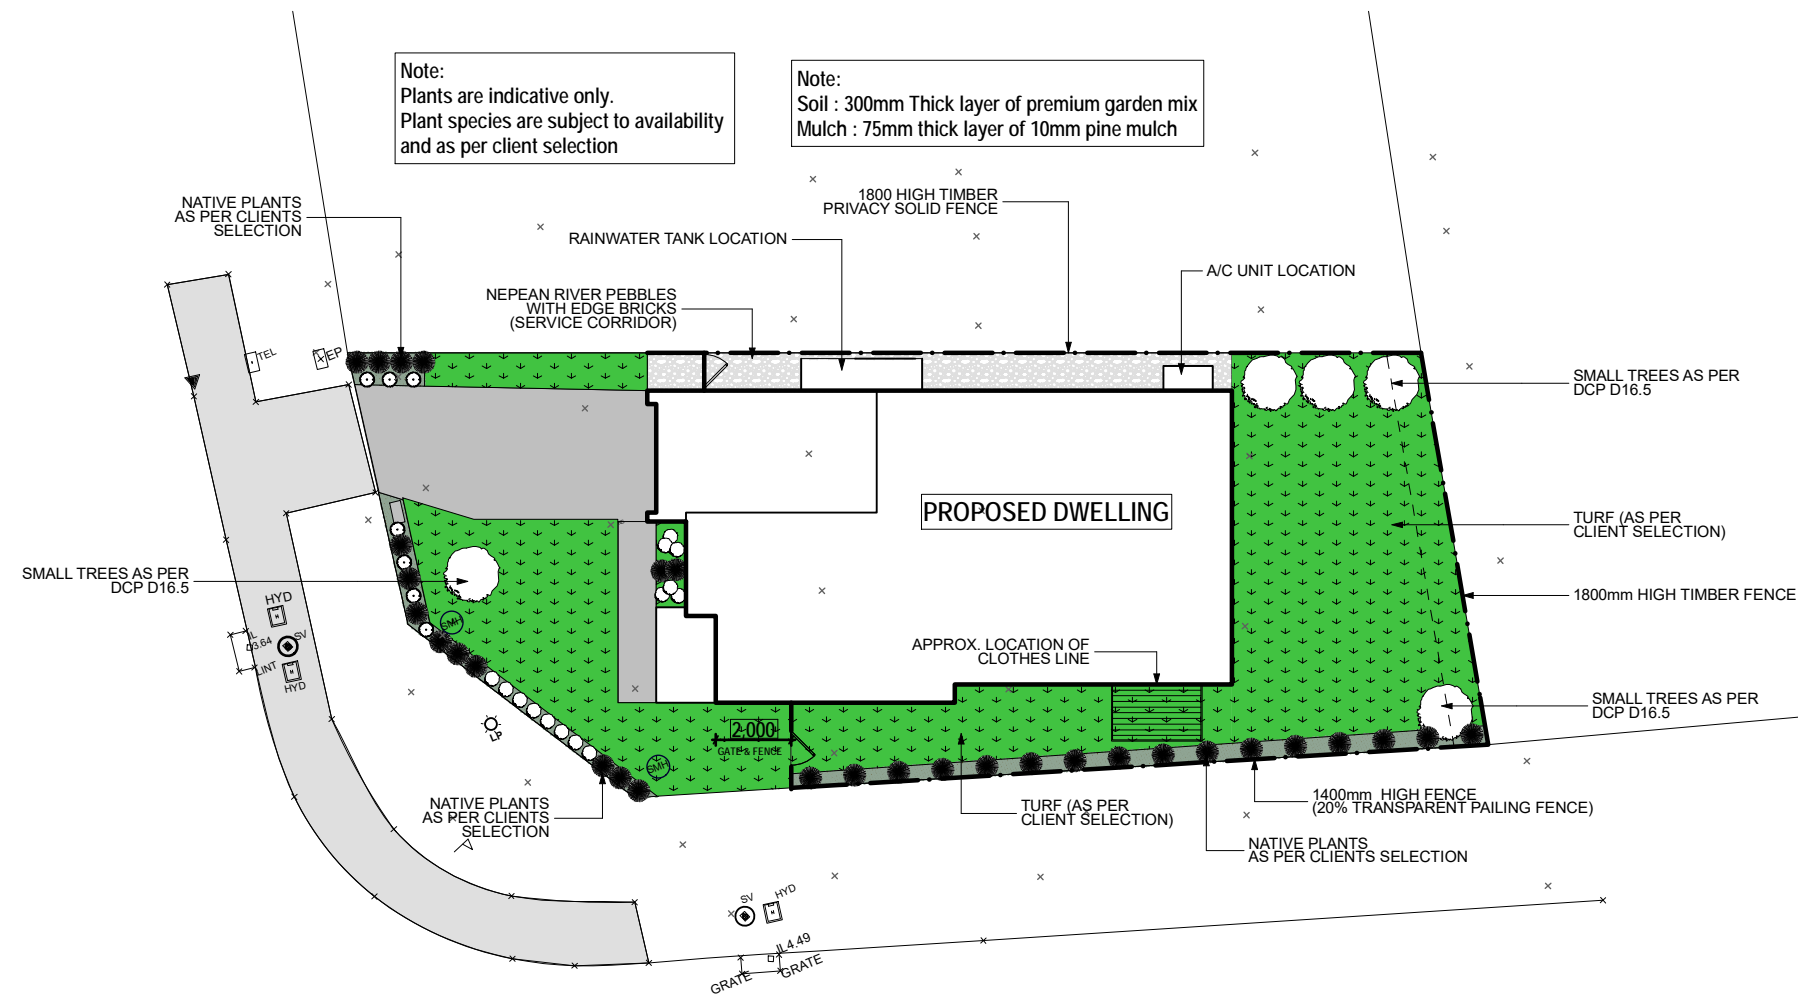 Note:
Plants are indicative only.
Plant species are subject to availability
and as per client selection
Note:
Soil : 300mm Thick layer of premium garden mix
Mulch : 75mm thick layer of 10mm pine mulch
NATIVE PLANTS
AS PER CLIENTS
SELECTION
1800 HIGH TIMBER
PRIVACY SOLID FENCE
RAINWATER TANK LOCATION
A/C UNIT LOCATION
NEPEAN RIVER PEBBLES
WITH EDGE BRICKS
(SERVICE CORRIDOR)
TEL
EP
SMALL TREES AS PER
DCP D16.5
PROPOSED DWELLING
TURF (AS PER
CLIENT SELECTION)
SMALL TREES AS PER
DCP D16.5
1800mm HIGH TIMBER FENCE
HYD
SMH
SV
IL
3.64
LINT
HYD
APPROX. LOCATION OF
CLOTHES LINE
SMALL TREES AS PER
DCP D16.5
LP
2,000
GATE & FENCE
SMH
NATIVE PLANTS
AS PER CLIENTS
SELECTION
TURF (AS PER
CLIENT SELECTION)
1400mm HIGH FENCE
(20% TRANSPARENT PAILING FENCE)
NATIVE PLANTS
AS PER CLIENTS SELECTION
SV
HYD
IL4.49
GRATE
GRATE